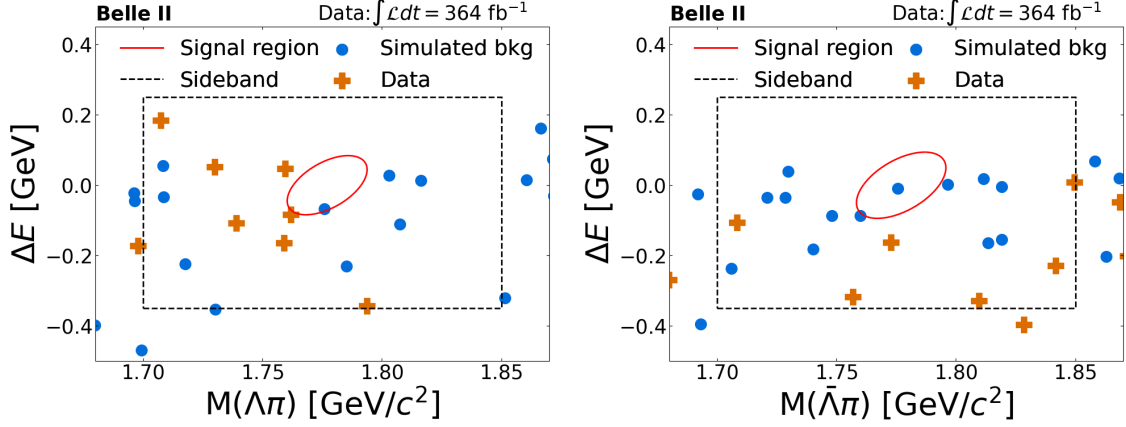 Belle II Data: ∫ℒdt = 364 fb⁻¹
Signal region Simulated bkg
Sideband Data
0.4
0.2
0.0
−0.2
−0.4
ΔE [GeV]
1.70 1.75 1.80 1.85
M(Λπ) [GeV/c²]
Belle II Data: ∫ℒdt = 364 fb⁻¹
Signal region Simulated bkg
Sideband Data
0.4
0.2
0.0
−0.2
−0.4
ΔE [GeV]
1.70 1.75 1.80 1.85
M(Λ̄π) [GeV/c²]